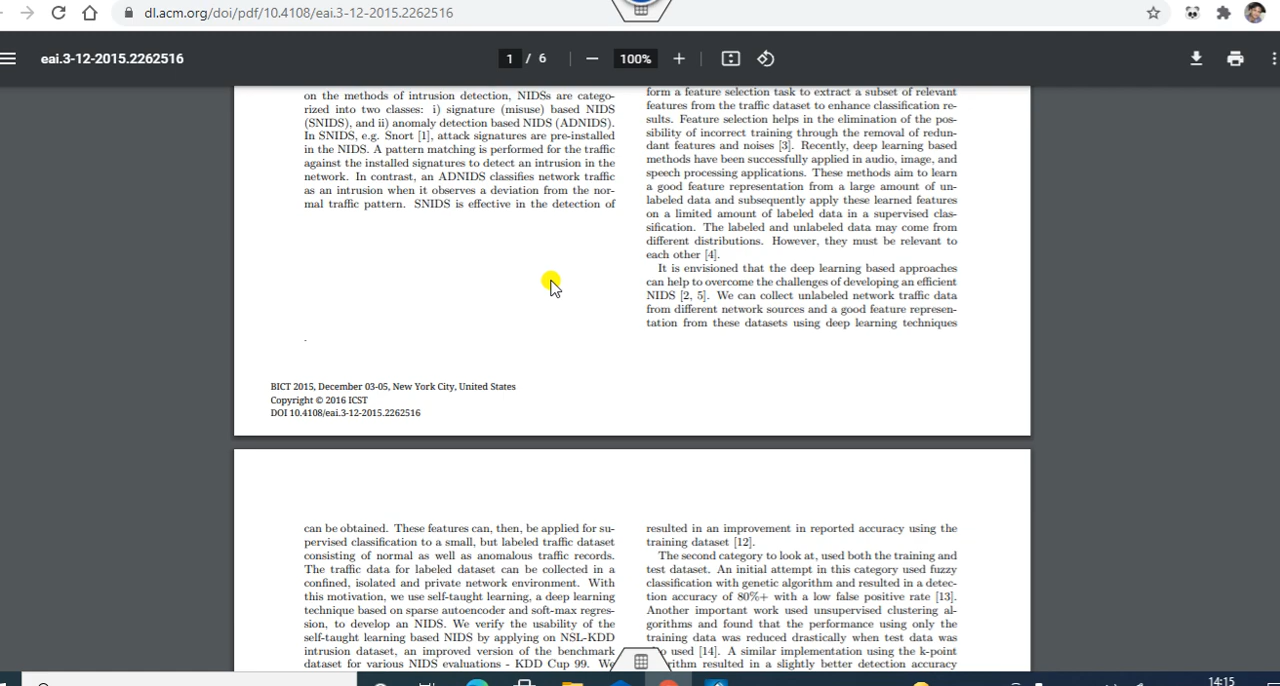 dl.acm.org/doi/pdf/10.4108/eai.3-12-2015.2262516
eai.3-12-2015.2262516
1 / 6
100%
on the methods of intrusion detection, NIDSs are catego-
rized into two classes: i) signature (misuse) based NIDS
(SNIDS), and ii) anomaly detection based NIDS (ADNIDS).
In SNIDS, e.g. Snort [1], attack signatures are pre-installed
in the NIDS. A pattern matching is performed for the traffic
against the installed signatures to detect an intrusion in the
network. In contrast, an ADNIDS classifies network traffic
as an intrusion when it observes a deviation from the nor-
mal traffic pattern. SNIDS is effective in the detection of
.
BICT 2015, December 03-05, New York City, United States
Copyright © 2016 ICST
DOI 10.4108/eai.3-12-2015.2262516
form a feature selection task to extract a subset of relevant
features from the traffic dataset to enhance classification re-
sults. Feature selection helps in the elimination of the pos-
sibility of incorrect training through the removal of redun-
dant features and noises [3]. Recently, deep learning based
methods have been successfully applied in audio, image, and
speech processing applications. These methods aim to learn
a good feature representation from a large amount of un-
labeled data and subsequently apply these learned features
on a limited amount of labeled data in a supervised clas-
sification. The labeled and unlabeled data may come from
different distributions. However, they must be relevant to
each other [4].
It is envisioned that the deep learning based approaches
can help to overcome the challenges of developing an efficient
NIDS [2, 5]. We can collect unlabeled network traffic data
from different network sources and a good feature represen-
tation from these datasets using deep learning techniques
can be obtained. These features can, then, be applied for su-
pervised classification to a small, but labeled traffic dataset
consisting of normal as well as anomalous traffic records.
The traffic data for labeled dataset can be collected in a
confined, isolated and private network environment. With
this motivation, we use self-taught learning, a deep learning
technique based on sparse autoencoder and soft-max regres-
sion, to develop an NIDS. We verify the usability of the
self-taught learning based NIDS by applying on NSL-KDD
intrusion dataset, an improved version of the benchmark
dataset for various NIDS evaluations - KDD Cup 99. We
resulted in an improvement in reported accuracy using the
training dataset [12].
The second category to look at, used both the training and
test dataset. An initial attempt in this category used fuzzy
classification with genetic algorithm and resulted in a detec-
tion accuracy of 80%+ with a low false positive rate [13].
Another important work used unsupervised clustering al-
gorithms and found that the performance using only the
training data was reduced drastically when test data was
used [14]. A similar implementation using the k-point
resulted in a slightly better detection accuracy
14:15